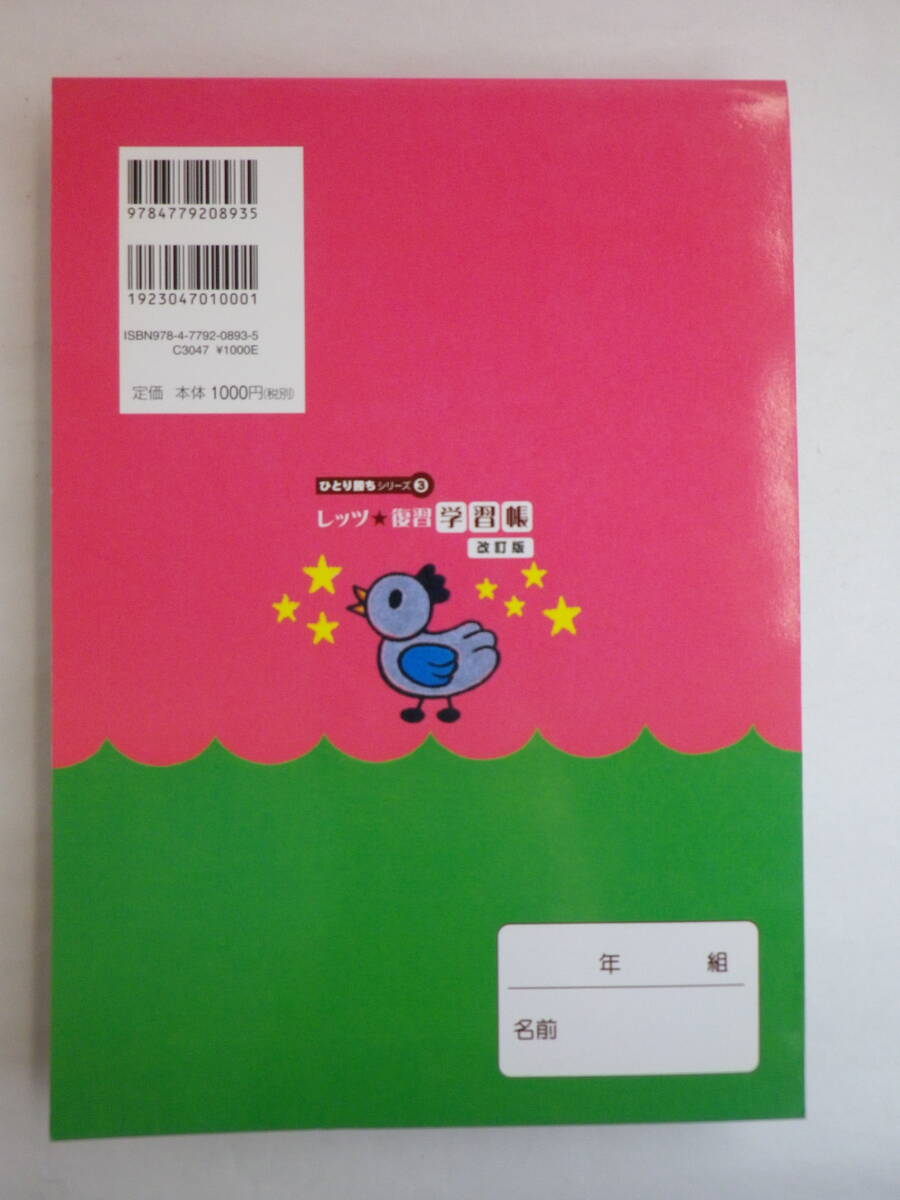 9784779208935
1923047010001
ISBN978-4-7792-0893-5
C3047 ¥1000E
定価 本体1000円(税別)
ひとり勝ちシリーズ3
レッツ★復習学習帳
改訂版
年 組
名前